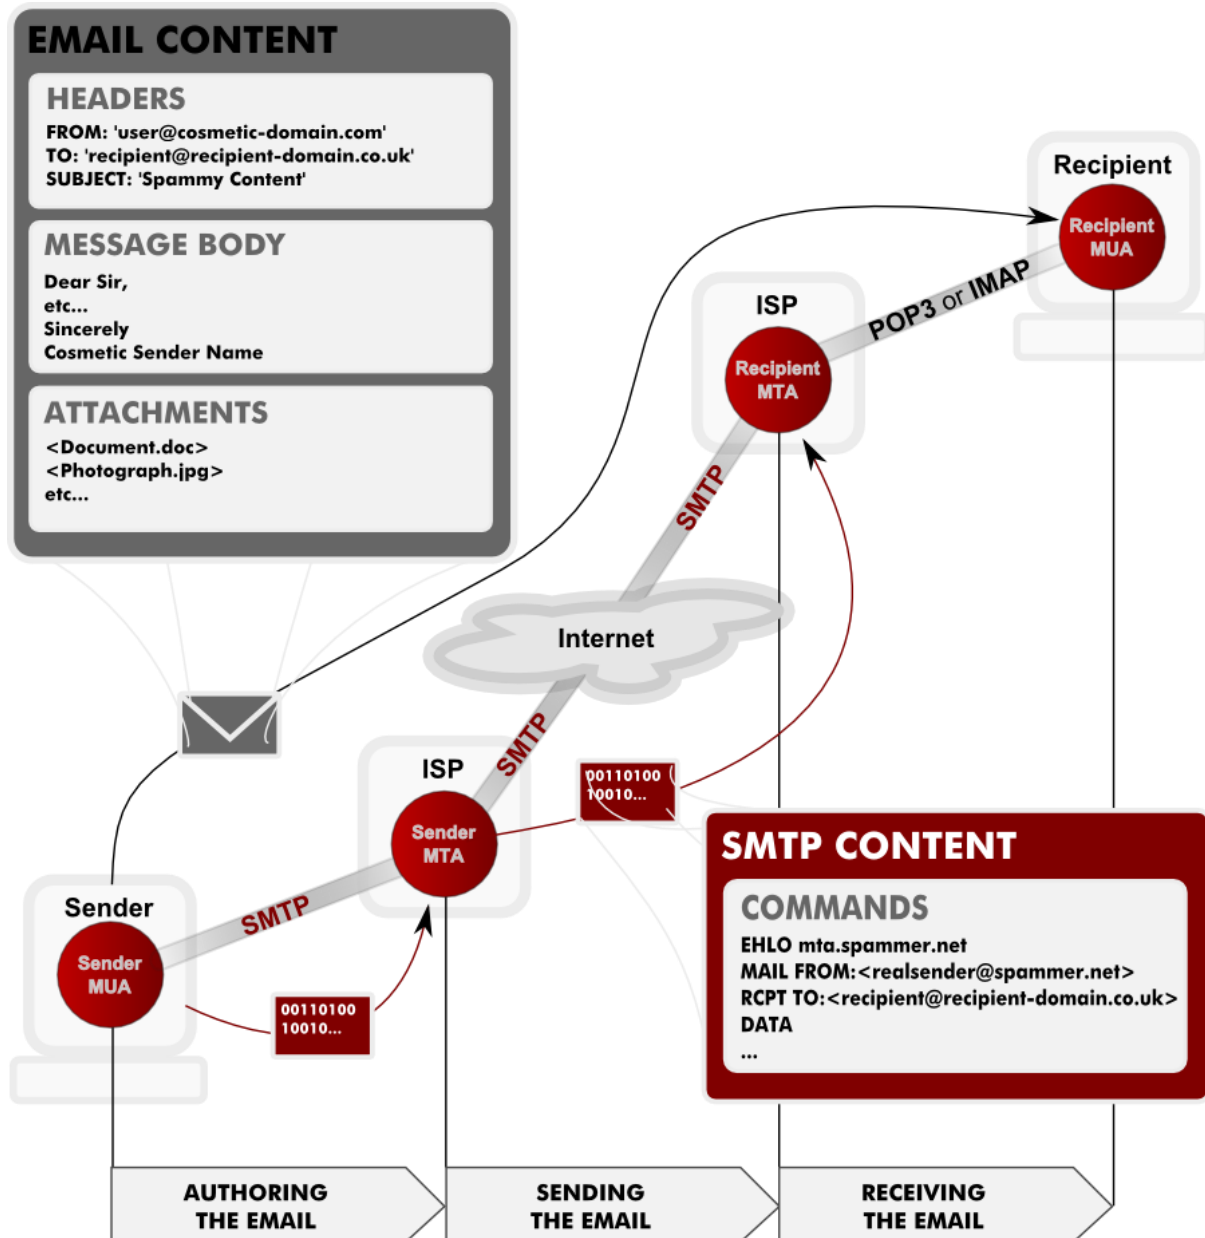 EMAIL CONTENT
HEADERS
FROM: 'user@cosmetic-domain.com'
TO: 'recipient@recipient-domain.co.uk'
SUBJECT: 'Spammy Content'
MESSAGE BODY
Dear Sir,
etc...
Sincerely
Cosmetic Sender Name
ATTACHMENTS
<Document.doc>
<Photograph.jpg>
etc...
Recipient
Recipient
MUA
POP3 or IMAP
ISP
Recipient
MTA
SMTP
Internet
SMTP
ISP
Sender
MTA
00110100
10010...
SMTP
Sender
Sender
MUA
00110100
10010...
SMTP CONTENT
COMMANDS
EHLO mta.spammer.net
MAIL FROM:<realsender@spammer.net>
RCPT TO:<recipient@recipient-domain.co.uk>
DATA
...
AUTHORING
THE EMAIL
SENDING
THE EMAIL
RECEIVING
THE EMAIL